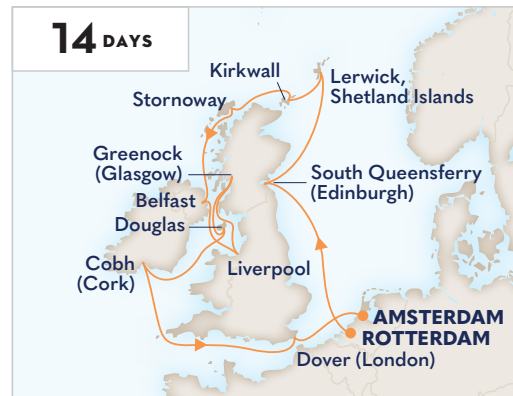 14 DAYS
Kirkwall
Lerwick,
Shetland Islands
Stornoway
Greenock
(Glasgow)
South Queensferry
(Edinburgh)
Belfast
Douglas
Cobh
(Cork)
Liverpool
AMSTERDAM
ROTTERDAM
Dover (London)